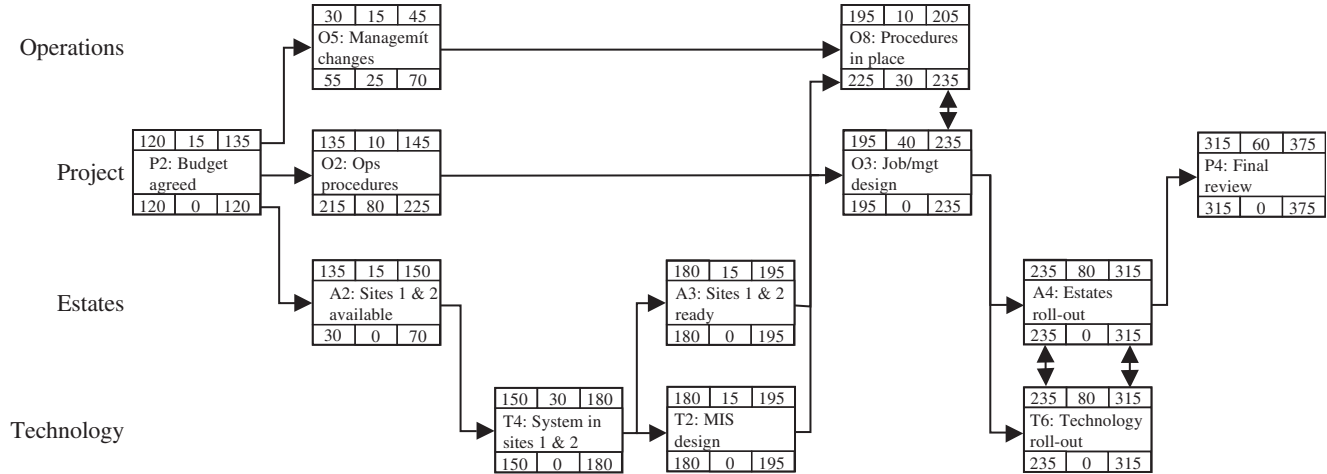 Operations
30 15 45
O5: Managemít
changes
55 25 70
195 10 205
O8: Procedures
in place
225 30 235
Project
120 15 135
P2: Budget
agreed
120 0 120
135 10 145
O2: Ops
procedures
215 80 225
195 40 235
O3: Job/mgt
design
195 0 235
315 60 375
P4: Final
review
315 0 375
Estates
135 15 150
A2: Sites 1 & 2
available
30 0 70
180 15 195
A3: Sites 1 & 2
ready
180 0 195
235 80 315
A4: Estates
roll-out
235 0 315
Technology
150 30 180
T4: System in
sites 1 & 2
150 0 180
180 15 195
T2: MIS
design
180 0 195
235 80 315
T6: Technology
roll-out
235 0 315